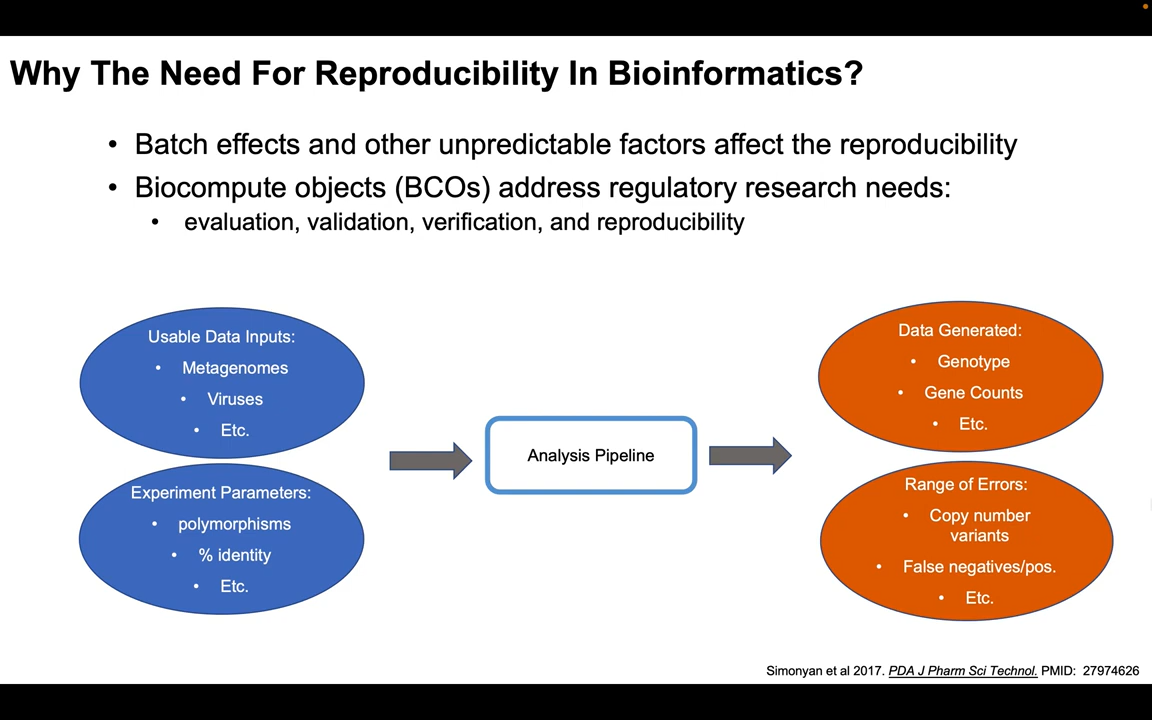 Why The Need For Reproducibility In Bioinformatics?
• Batch effects and other unpredictable factors affect the reproducibility
• Biocompute objects (BCOs) address regulatory research needs:
• evaluation, validation, verification, and reproducibility
Usable Data Inputs:
• Metagenomes
• Viruses
• Etc.
Experiment Parameters:
• polymorphisms
• % identity
• Etc.
Analysis Pipeline
Data Generated:
• Genotype
• Gene Counts
• Etc.
Range of Errors:
• Copy number
variants
• False negatives/pos.
• Etc.
Simonyan et al 2017. PDA J Pharm Sci Technol. PMID: 27974626